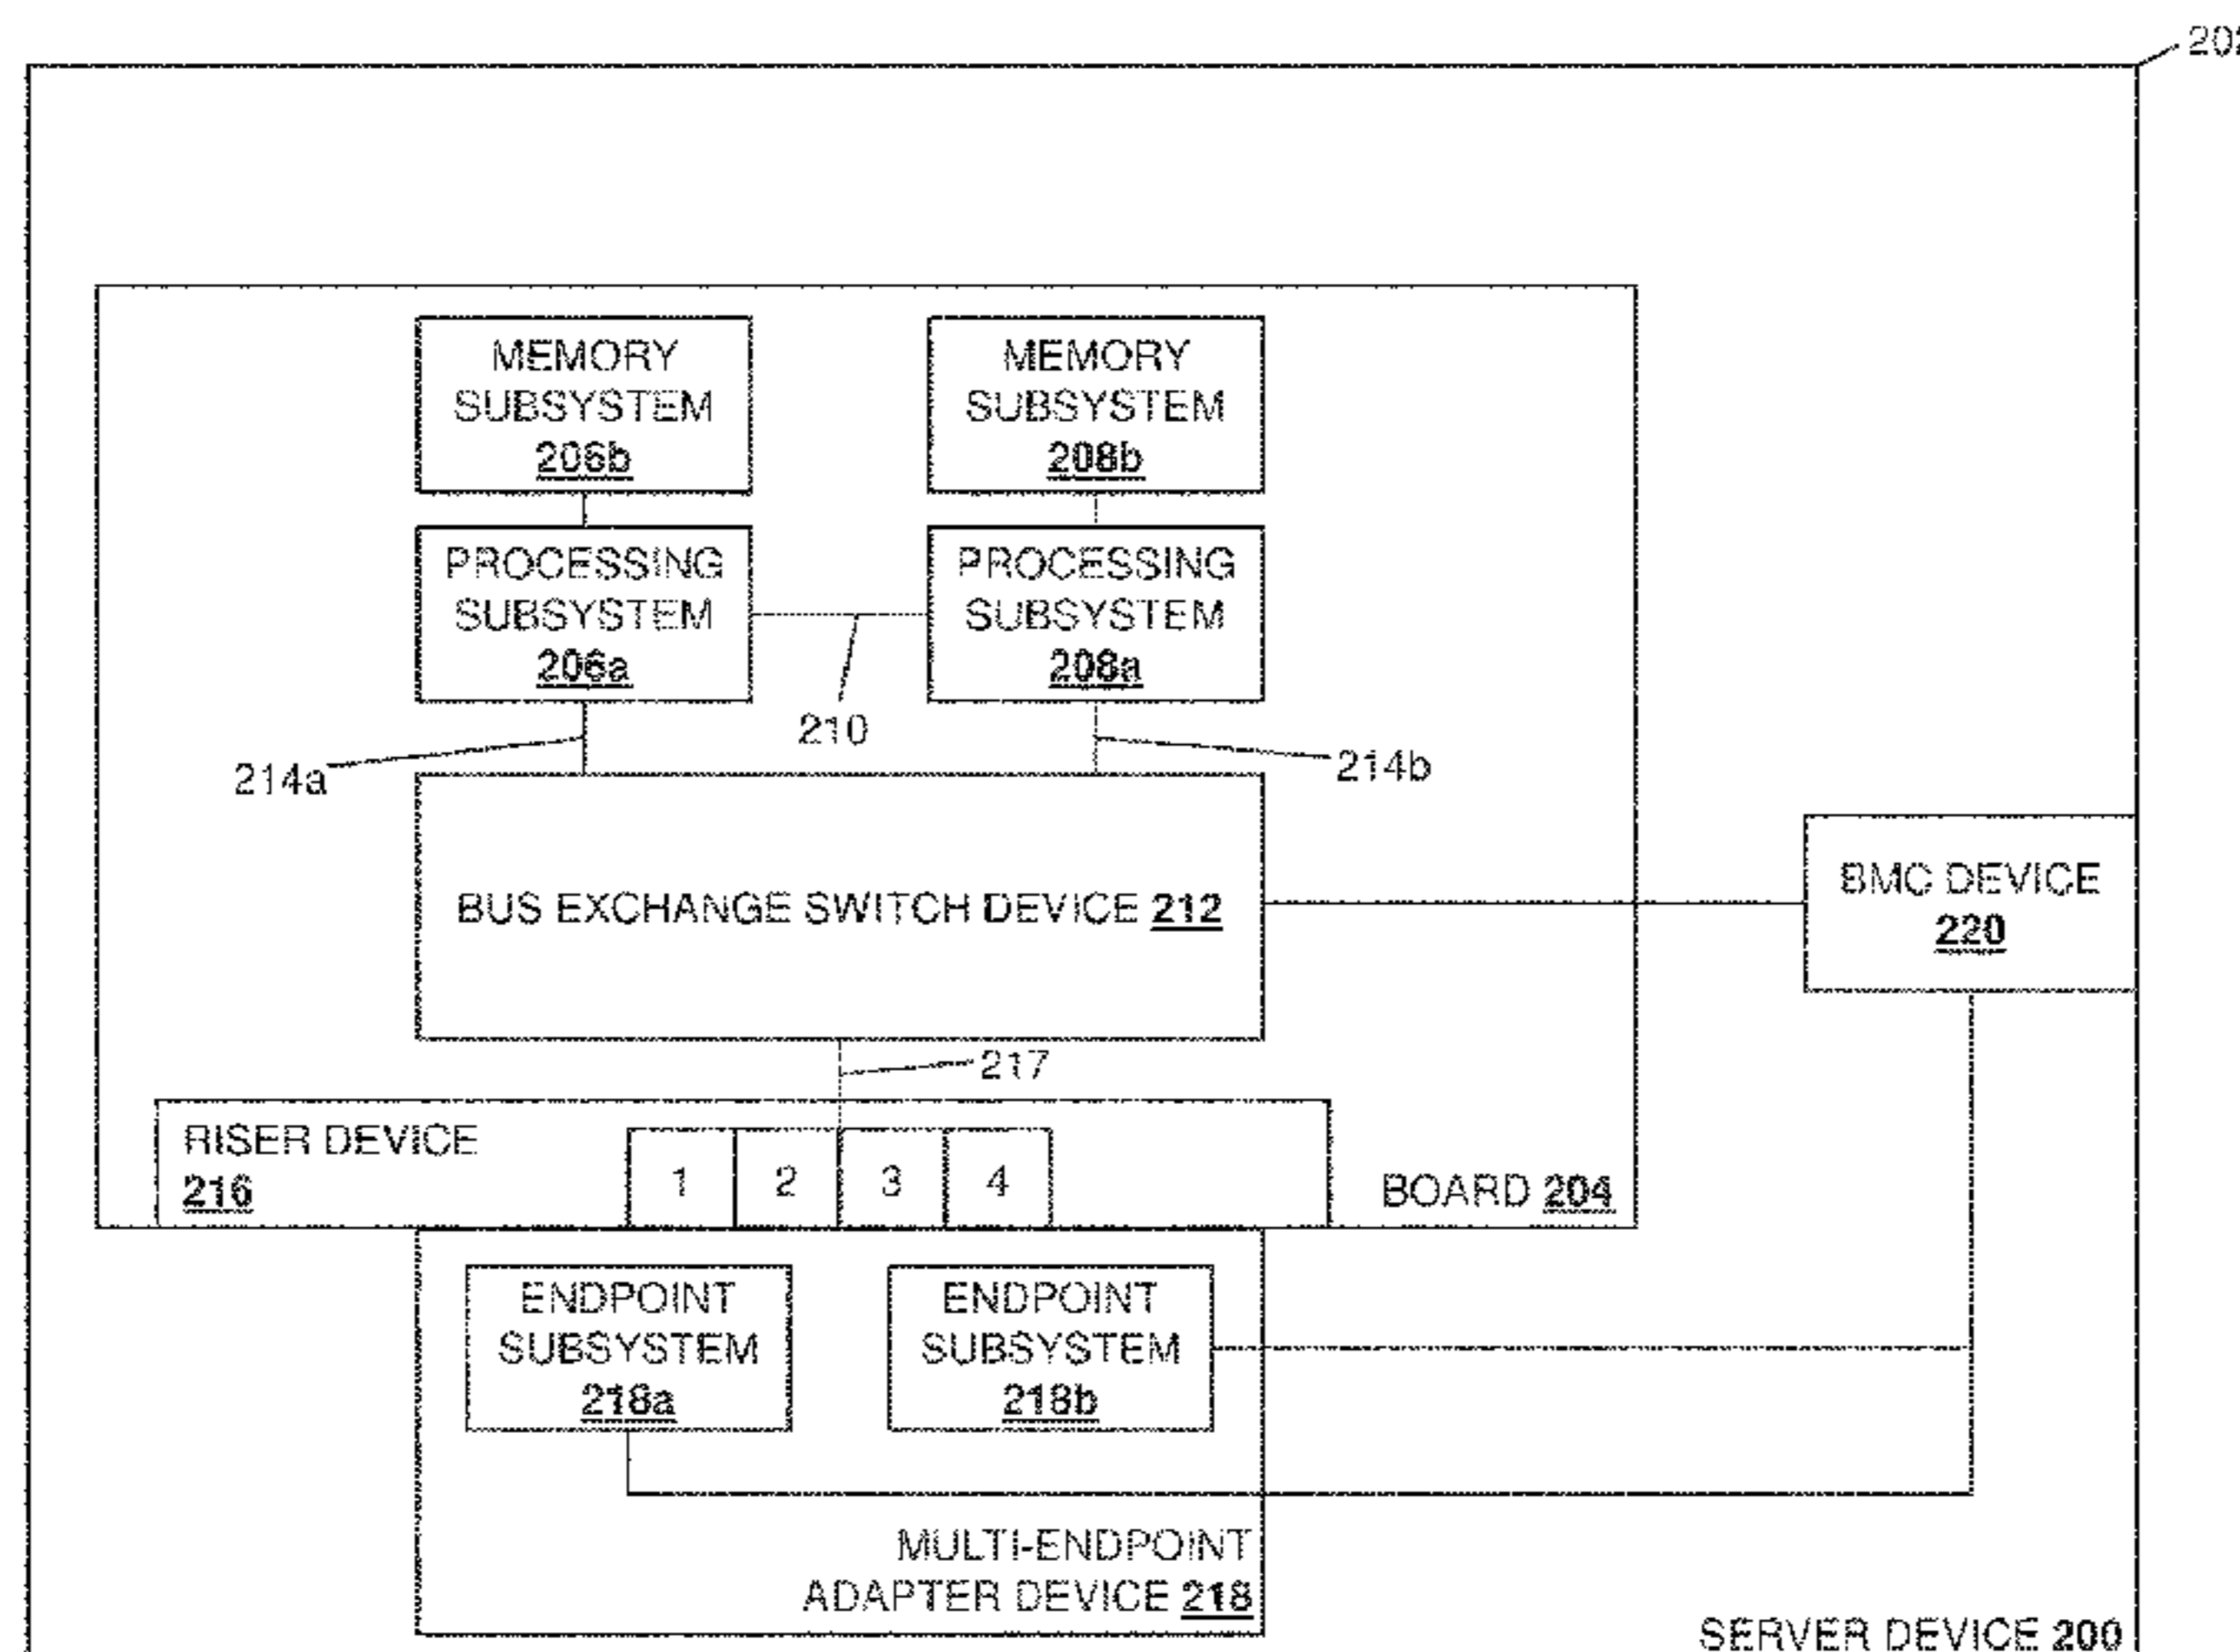 202
MEMORY
SUBSYSTEM
206b
MEMORY
SUBSYSTEM
208b
PROCESSING
SUBSYSTEM
206a
PROCESSING
SUBSYSTEM
208a
210
214a
214b
BUS EXCHANGE SWITCH DEVICE 212
BMC DEVICE
220
217
RISER DEVICE
216
1
2
3
4
BOARD 204
ENDPOINT
SUBSYSTEM
218a
ENDPOINT
SUBSYSTEM
218b
MULTI-ENDPOINT
ADAPTER DEVICE 218
SERVER DEVICE 200